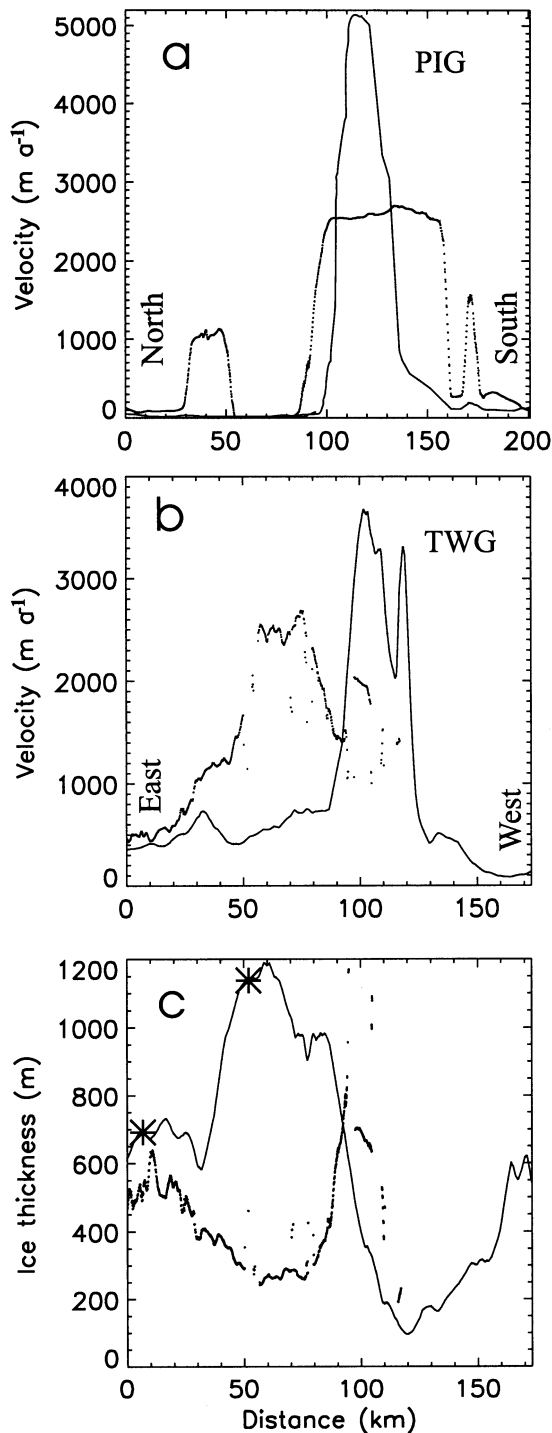 5000
4000
3000
2000
1000
0
Velocity (m a-1)
a
PIG
North
South
0 50 100 150 200
4000
3000
2000
1000
0
Velocity (m a-1)
b
TWG
East
West
0 50 100 150
1200
1000
800
600
400
200
0
Ice thickness (m)
c
0 50 100 150
Distance (km)